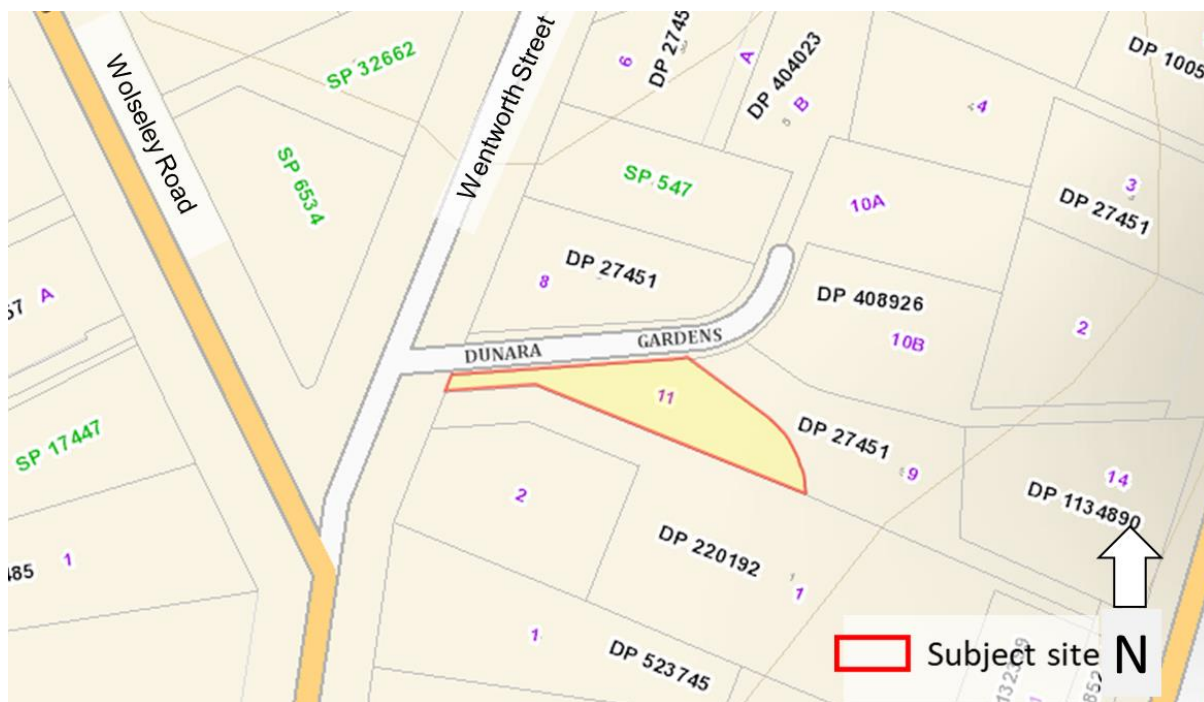 Wolseley Road
SP 32662
SP 6534
Wentworth Street
6
DP 2745
A
DP 404023
B
4
DP 1005
3
DP 27451
SP 547
10A
8
DP 27451
DP 408926
10B
2
A
DUNARA GARDENS
11
SP 17447
2
DP 27451
9
14
DP 1134890
485
1
DP 220192
1
1
DP 523745
Subject site
N